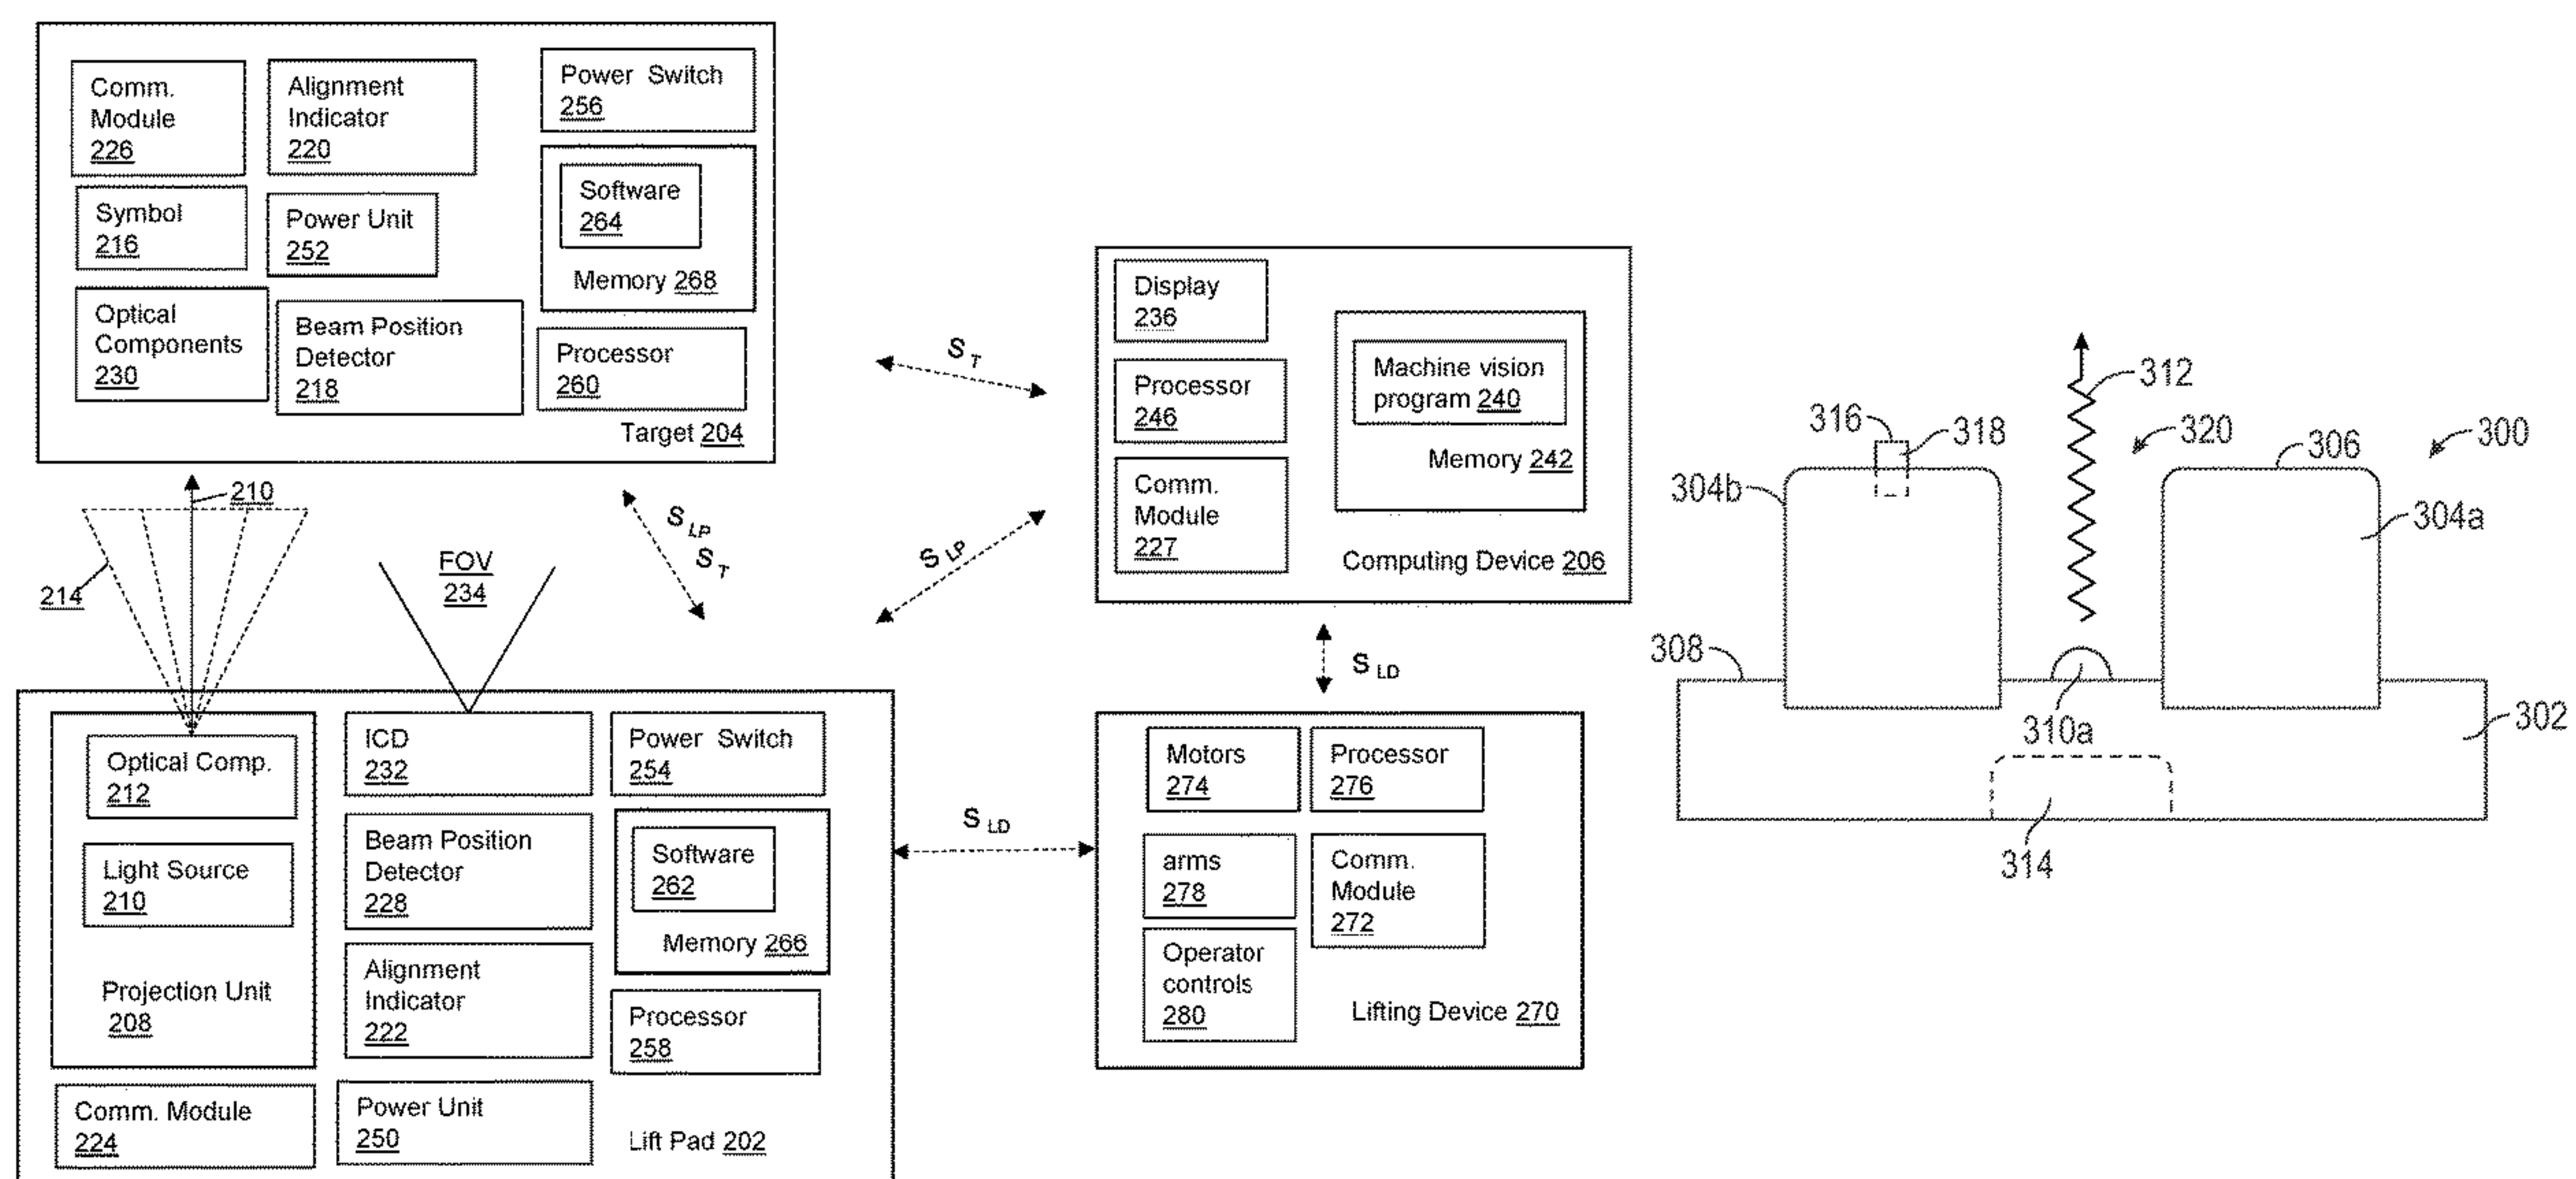 Comm.
Module
226
Alignment
Indicator
220
Power Switch
256
Symbol
216
Power Unit
252
Software
264
Memory 268
Optical
Components
230
Beam Position
Detector
218
Processor
260
Target 204
210
214
FOV
234
S LP
S T
S T
S LP
Display
236
Processor
246
Comm.
Module
227
Machine vision
program 240
Memory 242
Computing Device 206
S LD
Optical Comp.
212
Light Source
210
Projection Unit
208
Comm. Module
224
ICD
232
Beam Position
Detector
228
Alignment
Indicator
222
Power Unit
250
Power Switch
254
Software
262
Memory 266
Processor
258
Lift Pad 202
S LD
Motors
274
Processor
276
arms
278
Comm.
Module
272
Operator
controls
280
Lifting Device 270
312
316
318
320
306
300
304b
304a
308
310a
302
314